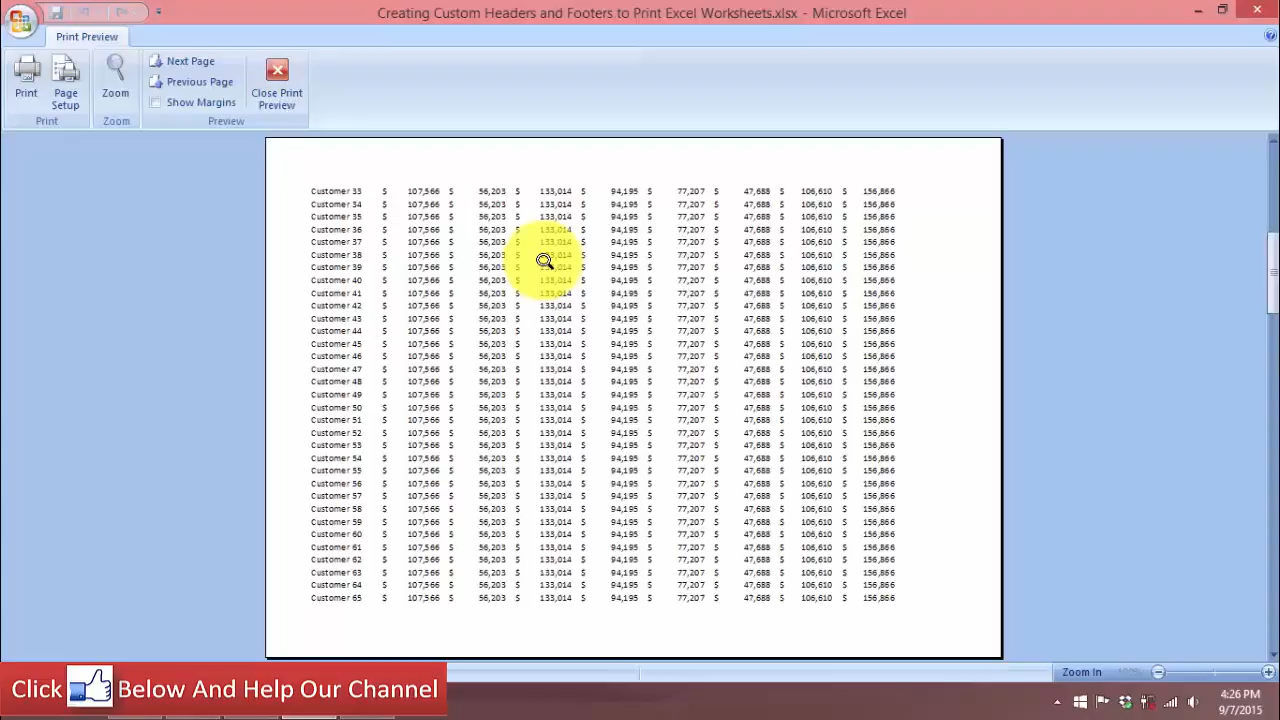 Creating Custom Headers and Footers to Print Excel Worksheets.xlsx - Microsoft Excel
Print Preview
Print
Page Setup
Zoom
Next Page
Previous Page
Show Margins
Close Print Preview
Print
Zoom
Preview
Customer 33 $ 107,566 $ 56,203 $ 133,014 $ 94,195 $ 77,207 $ 47,688 $ 106,610 $ 156,866
Customer 34 $ 107,566 $ 56,203 $ 133,014 $ 94,195 $ 77,207 $ 47,688 $ 106,610 $ 156,866
Customer 35 $ 107,566 $ 56,203 $ 133,014 $ 94,195 $ 77,207 $ 47,688 $ 106,610 $ 156,866
Customer 36 $ 107,566 $ 56,203 $ 133,014 $ 94,195 $ 77,207 $ 47,688 $ 106,610 $ 156,866
Customer 37 $ 107,566 $ 56,203 $ 133,014 $ 94,195 $ 77,207 $ 47,688 $ 106,610 $ 156,866
Customer 38 $ 107,566 $ 56,203 $ $ 94,195 $ 77,207 $ 47,688 $ 106,610 $ 156,866
Customer 39 $ 107,566 $ 56,203 $ $ 94,195 $ 77,207 $ 47,688 $ 106,610 $ 156,866
Customer 40 $ 107,566 $ 56,203 $ 133,014 $ 94,195 $ 77,207 $ 47,688 $ 106,610 $ 156,866
Customer 41 $ 107,566 $ 56,203 $ 133,014 $ 94,195 $ 77,207 $ 47,688 $ 106,610 $ 156,866
Customer 42 $ 107,566 $ 56,203 $ 133,014 $ 94,195 $ 77,207 $ 47,688 $ 106,610 $ 156,866
Customer 43 $ 107,566 $ 56,203 $ 133,014 $ 94,195 $ 77,207 $ 47,688 $ 106,610 $ 156,866
Customer 44 $ 107,566 $ 56,203 $ 133,014 $ 94,195 $ 77,207 $ 47,688 $ 106,610 $ 156,866
Customer 45 $ 107,566 $ 56,203 $ 133,014 $ 94,195 $ 77,207 $ 47,688 $ 106,610 $ 156,866
Customer 46 $ 107,566 $ 56,203 $ 133,014 $ 94,195 $ 77,207 $ 47,688 $ 106,610 $ 156,866
Customer 47 $ 107,566 $ 56,203 $ 133,014 $ 94,195 $ 77,207 $ 47,688 $ 106,610 $ 156,866
Customer 48 $ 107,566 $ 56,203 $ 133,014 $ 94,195 $ 77,207 $ 47,688 $ 106,610 $ 156,866
Customer 49 $ 107,566 $ 56,203 $ 133,014 $ 94,195 $ 77,207 $ 47,688 $ 106,610 $ 156,866
Customer 50 $ 107,566 $ 56,203 $ 133,014 $ 94,195 $ 77,207 $ 47,688 $ 106,610 $ 156,866
Customer 51 $ 107,566 $ 56,203 $ 133,014 $ 94,195 $ 77,207 $ 47,688 $ 106,610 $ 156,866
Customer 52 $ 107,566 $ 56,203 $ 133,014 $ 94,195 $ 77,207 $ 47,688 $ 106,610 $ 156,866
Customer 53 $ 107,566 $ 56,203 $ 133,014 $ 94,195 $ 77,207 $ 47,688 $ 106,610 $ 156,866
Customer 54 $ 107,566 $ 56,203 $ 133,014 $ 94,195 $ 77,207 $ 47,688 $ 106,610 $ 156,866
Customer 55 $ 107,566 $ 56,203 $ 133,014 $ 94,195 $ 77,207 $ 47,688 $ 106,610 $ 156,866
Customer 56 $ 107,566 $ 56,203 $ 133,014 $ 94,195 $ 77,207 $ 47,688 $ 106,610 $ 156,866
Customer 57 $ 107,566 $ 56,203 $ 133,014 $ 94,195 $ 77,207 $ 47,688 $ 106,610 $ 156,866
Customer 58 $ 107,566 $ 56,203 $ 133,014 $ 94,195 $ 77,207 $ 47,688 $ 106,610 $ 156,866
Customer 59 $ 107,566 $ 56,203 $ 133,014 $ 94,195 $ 77,207 $ 47,688 $ 106,610 $ 156,866
Customer 60 $ 107,566 $ 56,203 $ 133,014 $ 94,195 $ 77,207 $ 47,688 $ 106,610 $ 156,866
Customer 61 $ 107,566 $ 56,203 $ 133,014 $ 94,195 $ 77,207 $ 47,688 $ 106,610 $ 156,866
Customer 62 $ 107,566 $ 56,203 $ 133,014 $ 94,195 $ 77,207 $ 47,688 $ 106,610 $ 156,866
Customer 63 $ 107,566 $ 56,203 $ 133,014 $ 94,195 $ 77,207 $ 47,688 $ 106,610 $ 156,866
Customer 64 $ 107,566 $ 56,203 $ 133,014 $ 94,195 $ 77,207 $ 47,688 $ 106,610 $ 156,866
Customer 65 $ 107,566 $ 56,203 $ 133,014 $ 94,195 $ 77,207 $ 47,688 $ 106,610 $ 156,866
Zoom In 100%
Click Below And Help Our Channel
4:26 PM
9/7/2015